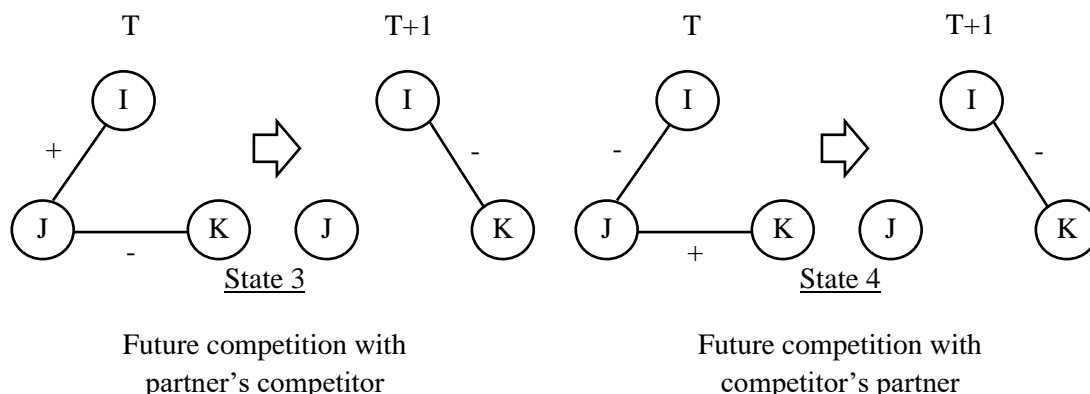 T T+1 T T+1
I I I I
+ - - -
J K J K J K J K
- +
State 3 State 4
Future competition with Future competition with
partner's competitor competitor's partner